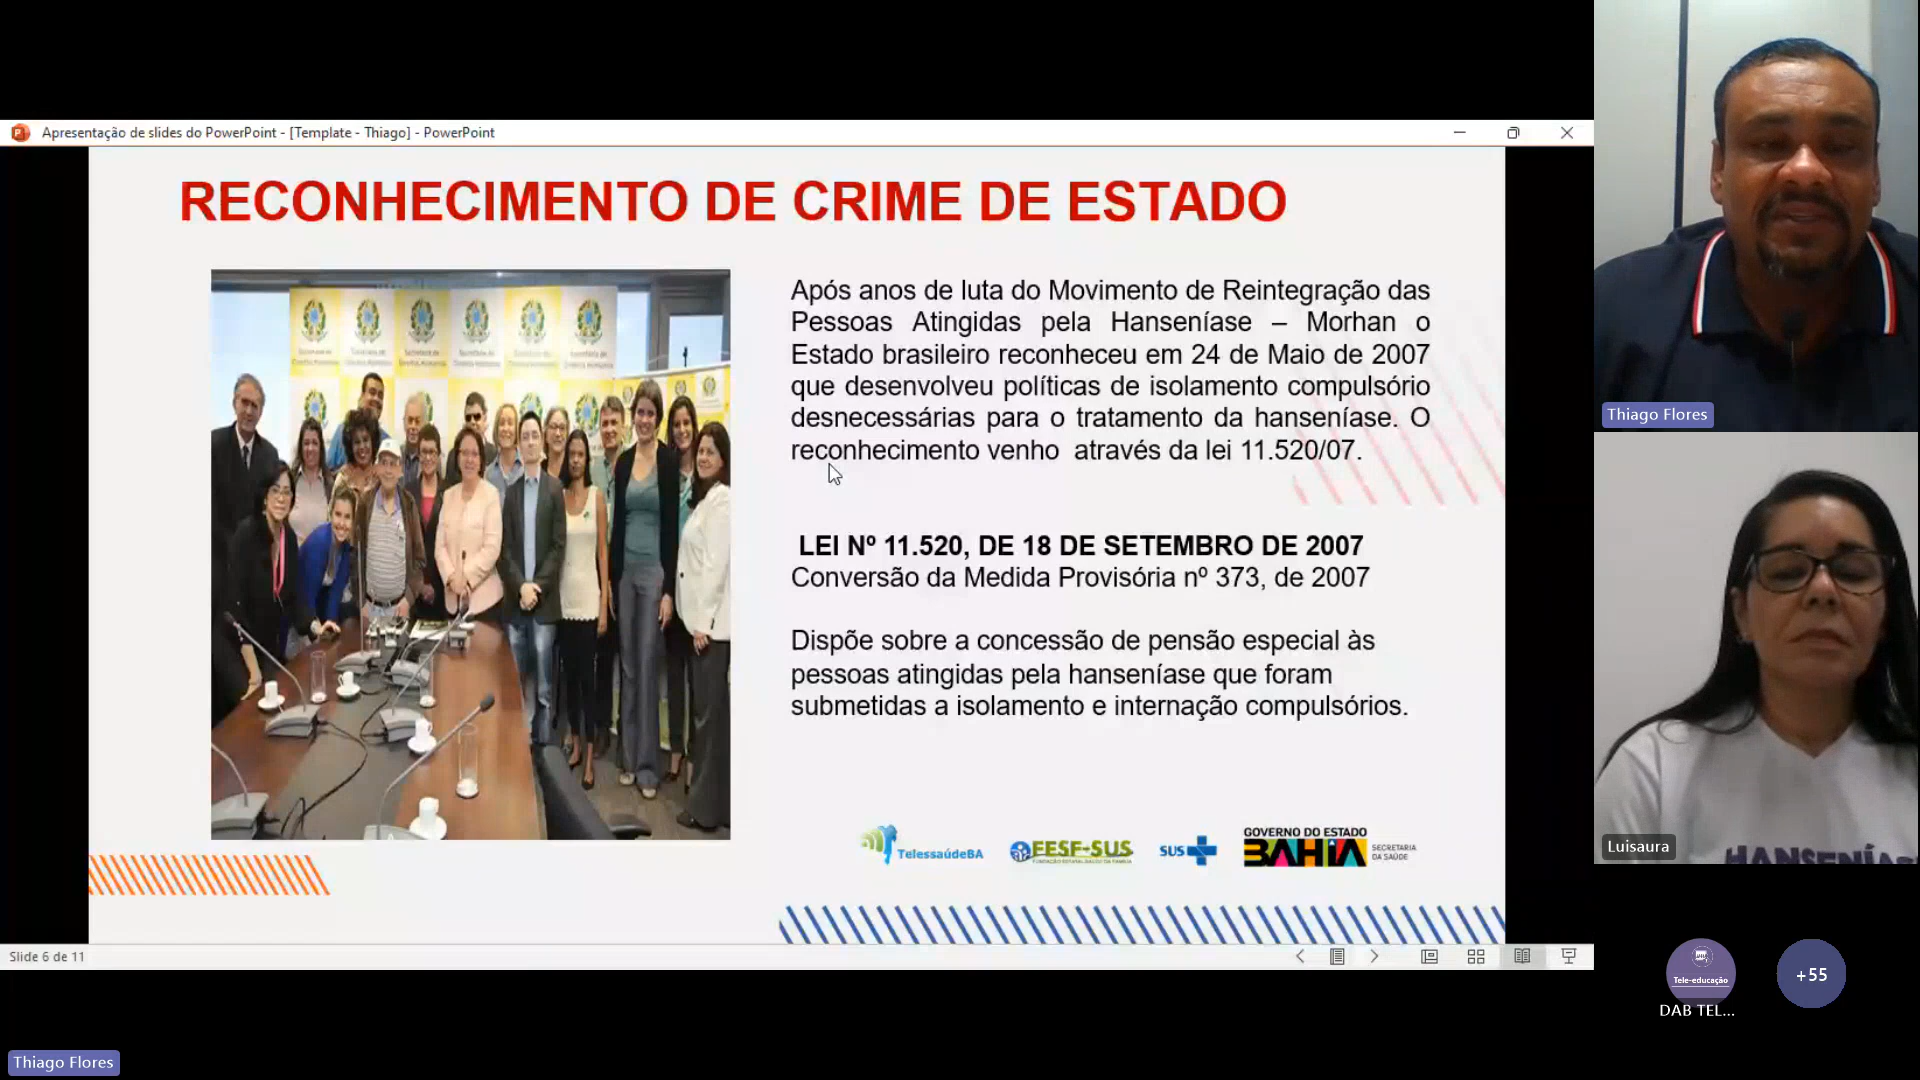 Apresentação de slides do PowerPoint - [Template - Thiago] - PowerPoint
RECONHECIMENTO DE CRIME DE ESTADO
Após anos de luta do Movimento de Reintegração das
Pessoas Atingidas pela Hanseníase – Morhan o
Estado brasileiro reconheceu em 24 de Maio de 2007
que desenvolveu políticas de isolamento compulsório
desnecessárias para o tratamento da hanseníase. O
reconhecimento venho através da lei 11.520/07.
LEI Nº 11.520, DE 18 DE SETEMBRO DE 2007
Conversão da Medida Provisória nº 373, de 2007
Dispõe sobre a concessão de pensão especial às
pessoas atingidas pela hanseníase que foram
submetidas a isolamento e internação compulsórios.
TelessaúdeBA
FESF-SUS
SUS
GOVERNO DO ESTADO
BAHIA
SECRETARIA
DA SAÚDE
Slide 6 de 11
Thiago Flores
Thiago Flores
Luisaura
HANSENÍAS
Tele-educação
DAB TEL...
+55